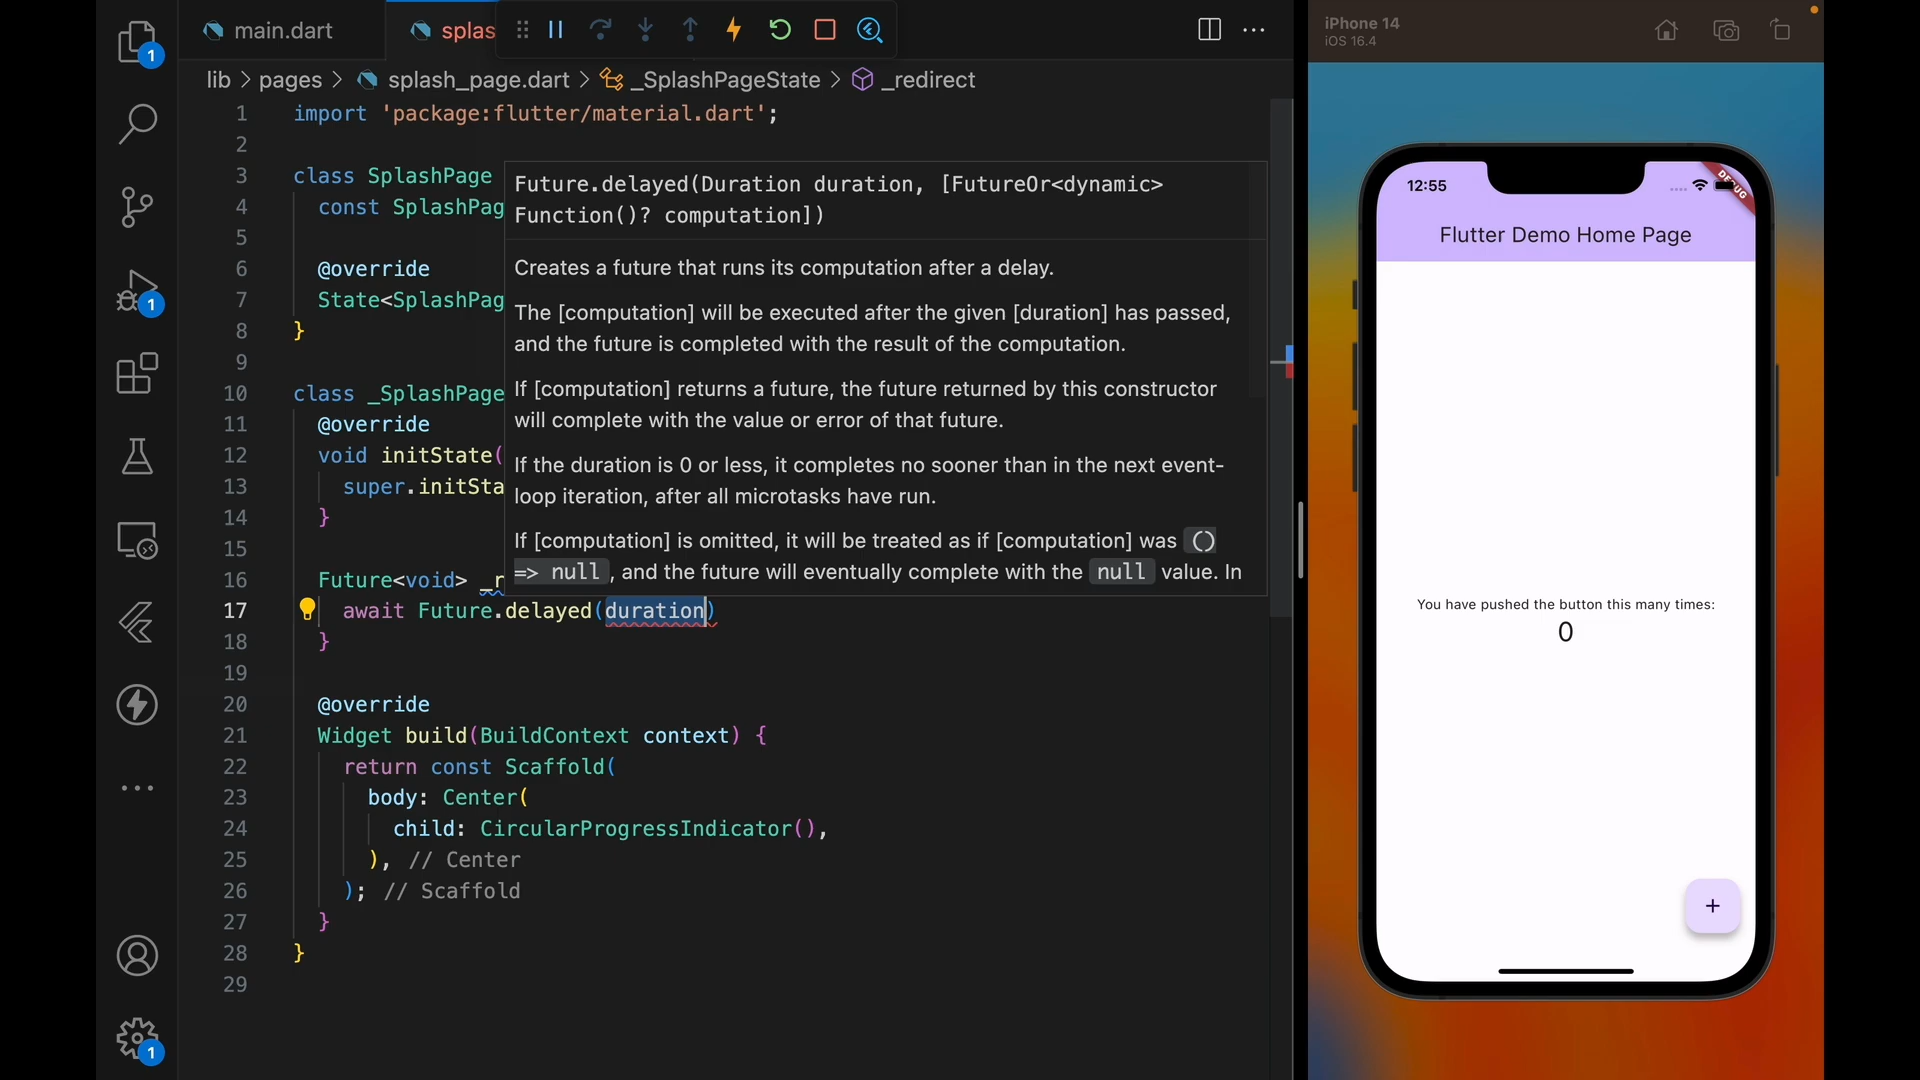 main.dart
splas
lib > pages > splash_page.dart > _SplashPageState > _redirect
1 import 'package:flutter/material.dart';
2
3 class SplashPage
4 const SplashPag
5
6 @override
7 State<SplashPag
8 }
9
10 class _SplashPage
11 @override
12 void initState(
13 super.initSta
14 }
15
16 Future<void> _r
17 await Future.delayed(duration)
18 }
19
20 @override
21 Widget build(BuildContext context) {
22 return const Scaffold(
23 body: Center(
24 child: CircularProgressIndicator(),
25 ), // Center
26 ); // Scaffold
27 }
28 }
29
Future.delayed(Duration duration, [FutureOr<dynamic>
Function()? computation])
Creates a future that runs its computation after a delay.
The [computation] will be executed after the given [duration] has passed,
and the future is completed with the result of the computation.
If [computation] returns a future, the future returned by this constructor
will complete with the value or error of that future.
If the duration is 0 or less, it completes no sooner than in the next event-
loop iteration, after all microtasks have run.
If [computation] is omitted, it will be treated as if [computation] was ()
=> null, and the future will eventually complete with the null value. In
1
1
1
iPhone 14
iOS 16.4
12:55
DEBUG
Flutter Demo Home Page
You have pushed the button this many times:
0
+